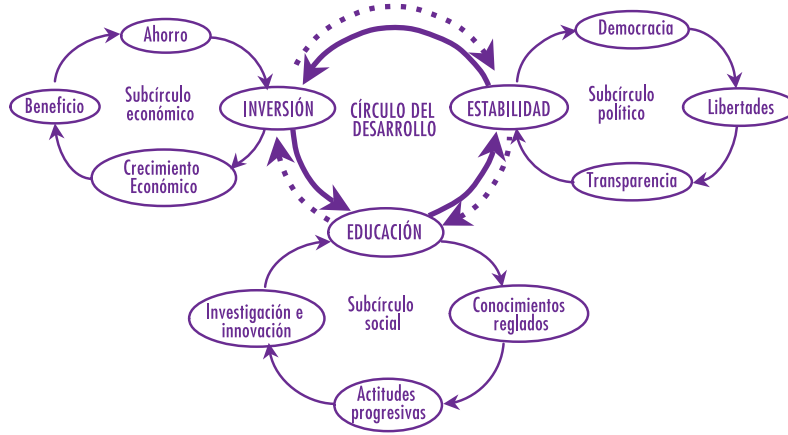 Ahorro
Beneficio
Subcírculo
económico
INVERSIÓN
Crecimiento
Económico
CÍRCULO DEL
DESARROLLO
ESTABILIDAD
Democracia
Subcírculo
político
Libertades
Transparencia
EDUCACIÓN
Investigación e
innovación
Subcírculo
social
Conocimientos
reglados
Actitudes
progresivas